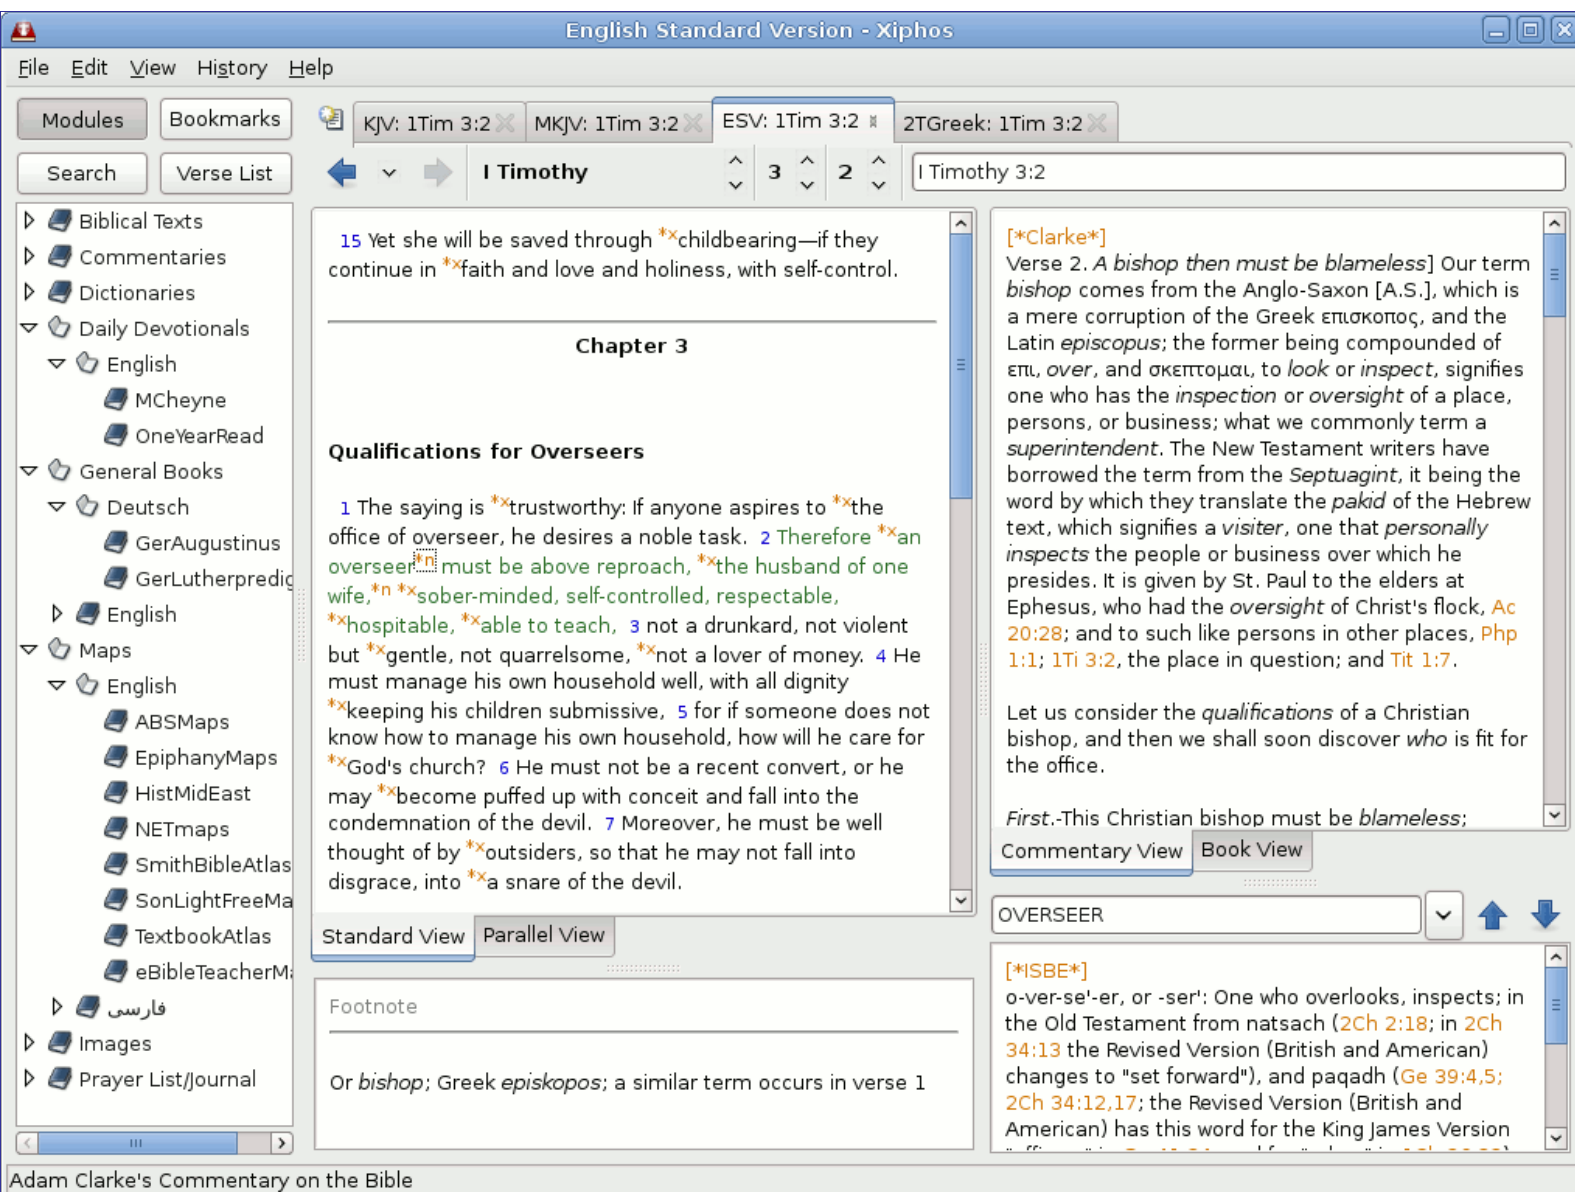 English Standard Version - Xiphos
File Edit View History Help
Modules Bookmarks
Search Verse List
Biblical Texts
Commentaries
Dictionaries
Daily Devotionals
English
MCheyne
OneYearRead
General Books
Deutsch
GerAugustinus
GerLutherpredig
English
Maps
English
ABSMaps
EpiphanyMaps
HistMidEast
NETmaps
SmithBibleAtlas
SonLightFreeMa
TextbookAtlas
eBibleTeacherMa
فارسی
Images
Prayer List/Journal
KJV: 1Tim 3:2 MKJV: 1Tim 3:2 ESV: 1Tim 3:2 2TGreek: 1Tim 3:2
I Timothy 3 2 I Timothy 3:2
15 Yet she will be saved through *xchildbearing—if they
continue in *xfaith and love and holiness, with self-control.
Chapter 3
Qualifications for Overseers
1 The saying is *xtrustworthy: If anyone aspires to *xthe
office of overseer, he desires a noble task. 2 Therefore *xan
overseer*n must be above reproach, *xthe husband of one
wife,*n *xsober-minded, self-controlled, respectable,
*xhospitable, *xable to teach, 3 not a drunkard, not violent
but *xgentle, not quarrelsome, *xnot a lover of money. 4 He
must manage his own household well, with all dignity
*xkeeping his children submissive, 5 for if someone does not
know how to manage his own household, how will he care for
*xGod's church? 6 He must not be a recent convert, or he
may *xbecome puffed up with conceit and fall into the
condemnation of the devil. 7 Moreover, he must be well
thought of by *xoutsiders, so that he may not fall into
disgrace, into *xa snare of the devil.
Standard View Parallel View
Footnote
Or bishop; Greek episkopos; a similar term occurs in verse 1
[*Clarke*]
Verse 2. A bishop then must be blameless] Our term
bishop comes from the Anglo-Saxon [A.S.], which is
a mere corruption of the Greek επισκοπος, and the
Latin episcopus; the former being compounded of
επι, over, and σκεπτομαι, to look or inspect, signifies
one who has the inspection or oversight of a place,
persons, or business; what we commonly term a
superintendent. The New Testament writers have
borrowed the term from the Septuagint, it being the
word by which they translate the pakid of the Hebrew
text, which signifies a visiter, one that personally
inspects the people or business over which he
presides. It is given by St. Paul to the elders at
Ephesus, who had the oversight of Christ's flock, Ac
20:28; and to such like persons in other places, Php
1:1; 1Ti 3:2, the place in question; and Tit 1:7.
Let us consider the qualifications of a Christian
bishop, and then we shall soon discover who is fit for
the office.
First.-This Christian bishop must be blameless;
Commentary View Book View
OVERSEER
[*ISBE*]
o-ver-se'-er, or -ser': One who overlooks, inspects; in
the Old Testament from natsach (2Ch 2:18; in 2Ch
34:13 the Revised Version (British and American)
changes to "set forward"), and paqadh (Ge 39:4,5;
2Ch 34:12,17; the Revised Version (British and
American) has this word for the King James Version
Adam Clarke's Commentary on the Bible